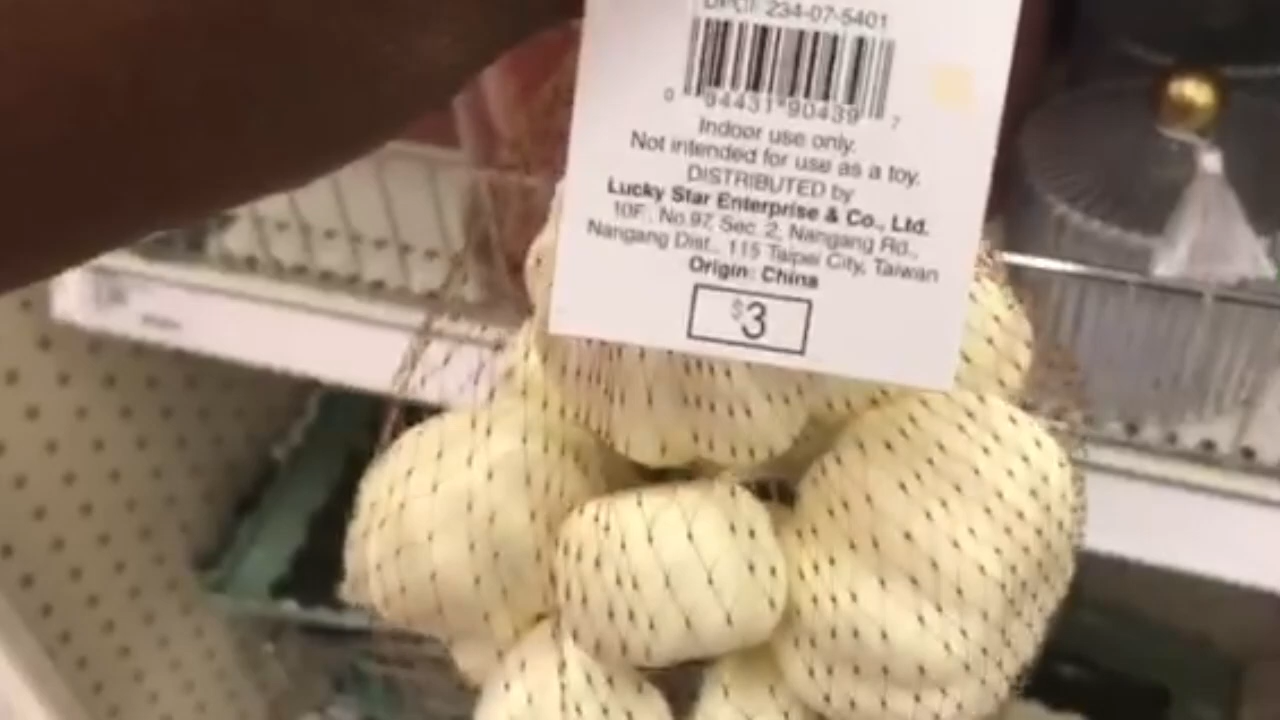 DPCI: 234-07-5401
0 94431 90439 7
Indoor use only.
Not intended for use as a toy.
DISTRIBUTED by
Lucky Star Enterprise & Co., Ltd.
10F., No.97, Sec. 2, Nangang Rd.,
Nangang Dist., 115 Taipei City, Taiwan
Origin: China
$3